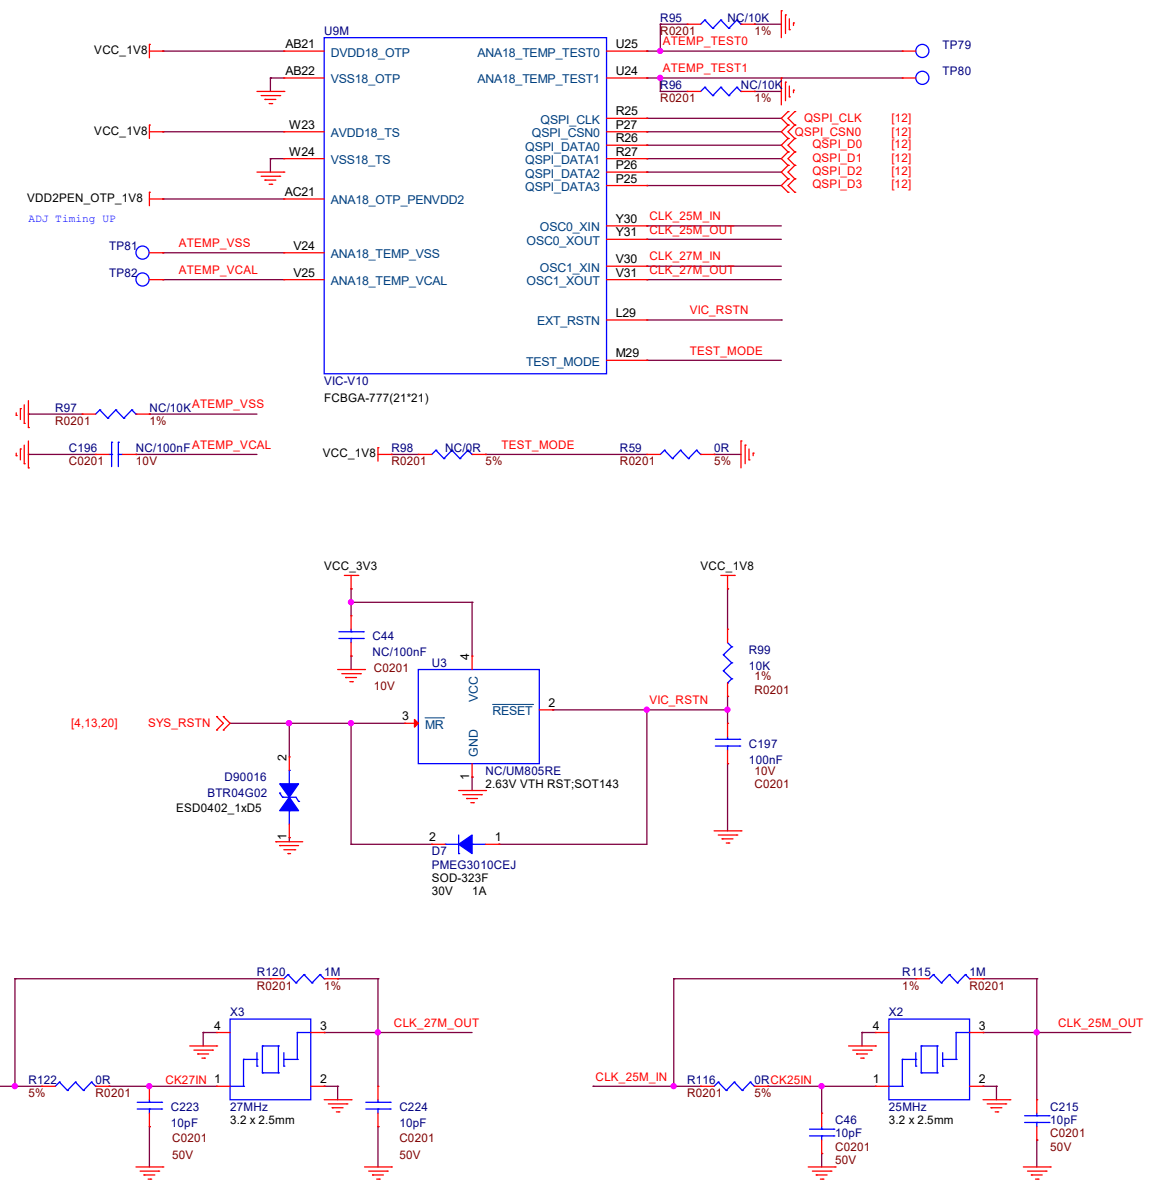 U9M
VCC_1V8 AB21 DVDD18_OTP
AB22 VSS18_OTP
VCC_1V8 W23 AVDD18_TS
W24 VSS18_TS
VDD2PEN_OTP_1V8 AC21 ANA18_OTP_PENVDD2
ADJ Timing UP
TP81 ATEMP_VSS V24 ANA18_TEMP_VSS
TP82 ATEMP_VCAL V25 ANA18_TEMP_VCAL
R95 NC/10K
R0201 1%
ANA18_TEMP_TEST0 U25 ATEMP_TEST0 TP79
ANA18_TEMP_TEST1 U24 ATEMP_TEST1 TP80
R96 NC/10K
R0201 1%
QSPI_CLK R25 QSPI_CLK [12]
QSPI_CSN0 P27 QSPI_CSN0 [12]
QSPI_DATA0 R26 QSPI_D0 [12]
QSPI_DATA1 R27 QSPI_D1 [12]
QSPI_DATA2 P26 QSPI_D2 [12]
QSPI_DATA3 P25 QSPI_D3 [12]
OSC0_XIN Y30 CLK_25M_IN
OSC0_XOUT Y31 CLK_25M_OUT
OSC1_XIN V30 CLK_27M_IN
OSC1_XOUT V31 CLK_27M_OUT
EXT_RSTN L29 VIC_RSTN
TEST_MODE M29 TEST_MODE
VIC-V10
FCBGA-777(21*21)
R97 NC/10K ATEMP_VSS
R0201 1%
C196 NC/100nF ATEMP_VCAL
C0201 10V
VCC_1V8 R98 NC/0R TEST_MODE R59 0R
R0201 5% R0201 5%
VCC_3V3
C44
NC/100nF
C0201
10V
U3
4
VCC
[4,13,20] SYS_RSTN 3 MR
RESET 2 VIC_RSTN
GND
1
NC/UM805RE
2.63V VTH RST;SOT143
VCC_1V8
R99
10K
1%
R0201
C197
100nF
10V
C0201
2
D90016
BTR04G02
ESD0402_1xD5
1
2 1
D7
PMEG3010CEJ
SOD-323F
30V 1A
R120 1M
R0201 1%
X3
4 3 CLK_27M_OUT
R122 0R CK27IN 1 2
5% R0201
27MHz
3.2 x 2.5mm
C223
10pF
C0201
50V
C224
10pF
C0201
50V
R115 1M
1% R0201
X2
4 3 CLK_25M_OUT
CLK_25M_IN R116 0R CK25IN 1 2
R0201 5%
25MHz
3.2 x 2.5mm
C46
10pF
C0201
50V
C215
10pF
C0201
50V